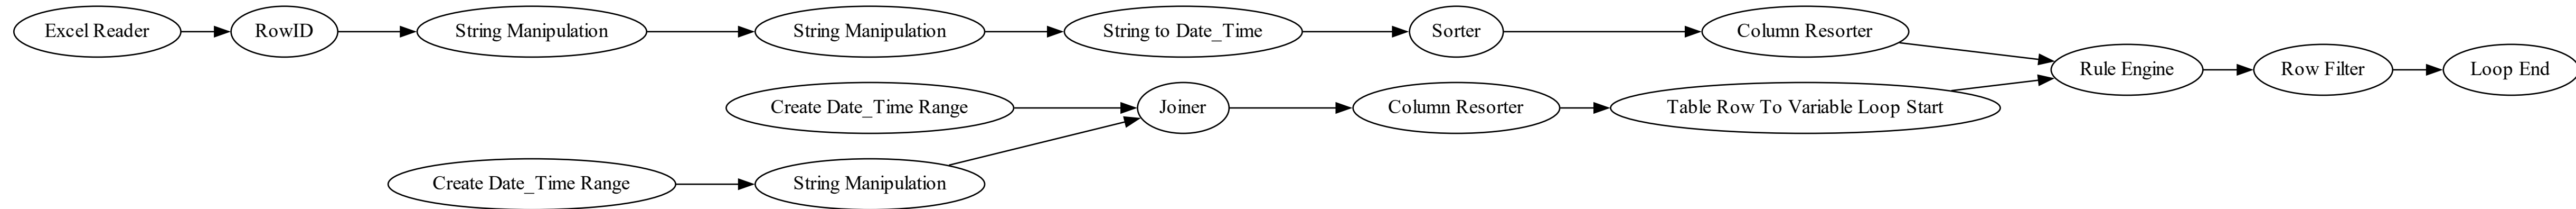 Excel Reader
RowID
String Manipulation
String Manipulation
String to Date_Time
Sorter
Column Resorter
Rule Engine
Row Filter
Loop End
Create Date_Time Range
Joiner
Column Resorter
Table Row To Variable Loop Start
Create Date_Time Range
String Manipulation